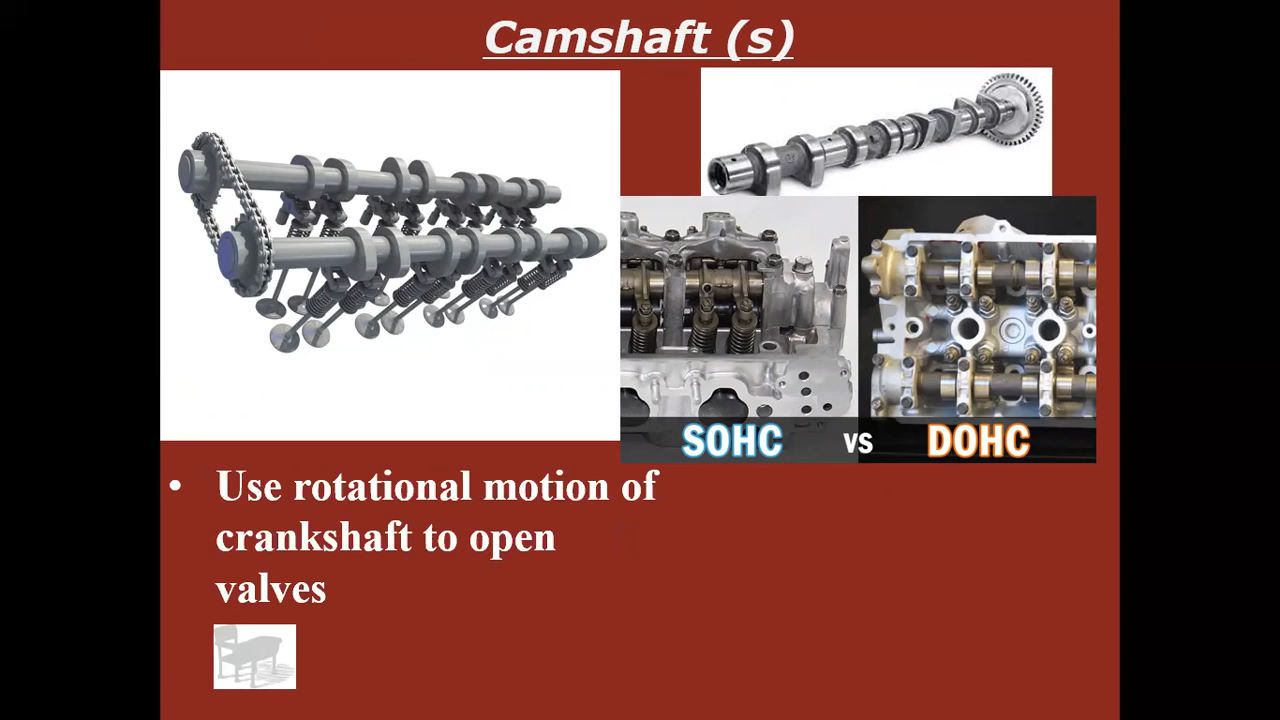 Camshaft (s)
SOHC vs DOHC
• Use rotational motion of
crankshaft to open
valves